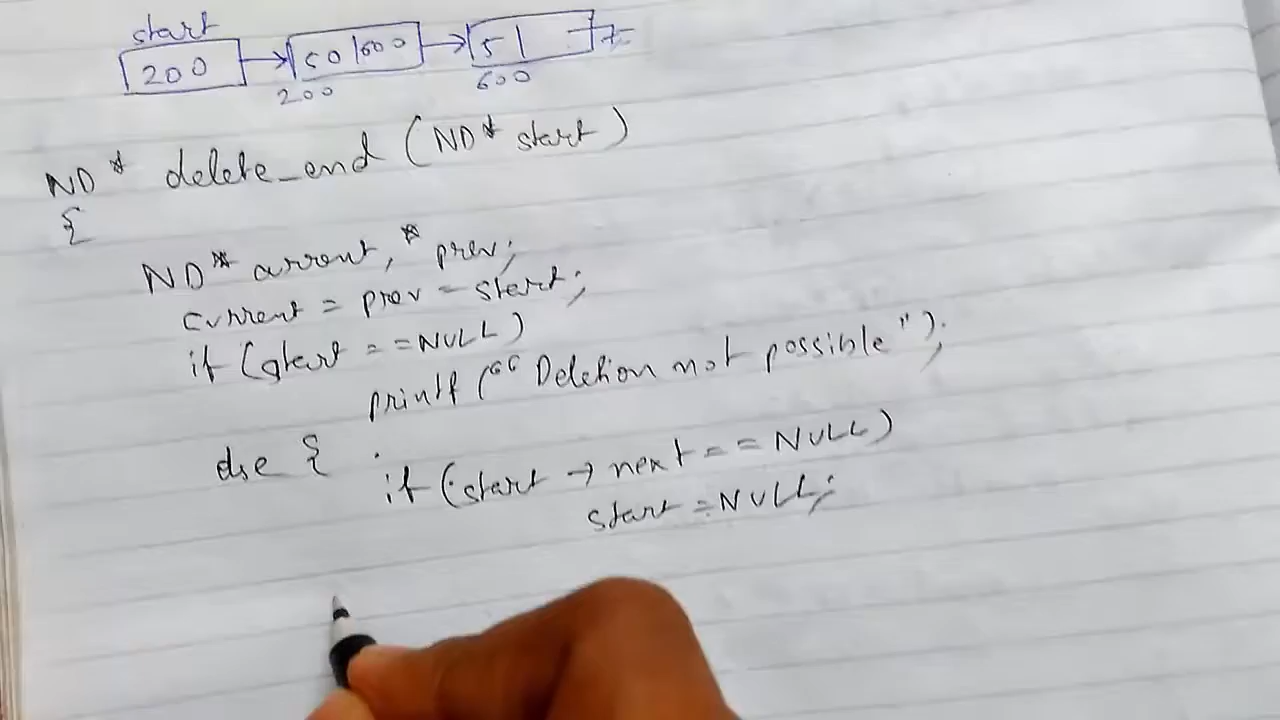 start
200 50 600 51
200 600
ND* delete_end (ND* start)
{
ND* current, * prev;
current = prev = start;
if (start == NULL)
printf ("Deletion not possible");
else {
if (start → next == NULL)
start = NULL;